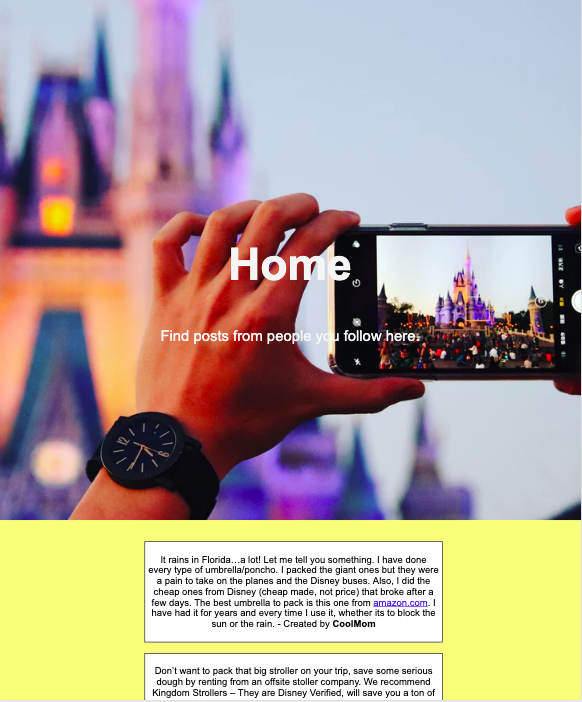 Home
Find posts from people you follow here.
It rains in Florida…a lot! Let me tell you something. I have done
every type of umbrella/poncho. I packed the giant ones but they were
a pain to take on the planes and the Disney buses. Also, I did the
cheap ones from Disney (cheap made, not price) that broke after a
few days. The best umbrella to pack is this one from amazon.com. I
have had it for years and every time I use it, whether its to block the
sun or the rain. - Created by CoolMom
Don't want to pack that big stroller on your trip, save some serious
dough by renting from an offsite stoller company. We recommend
Kingdom Strollers – They are Disney Verified, will save you a ton of